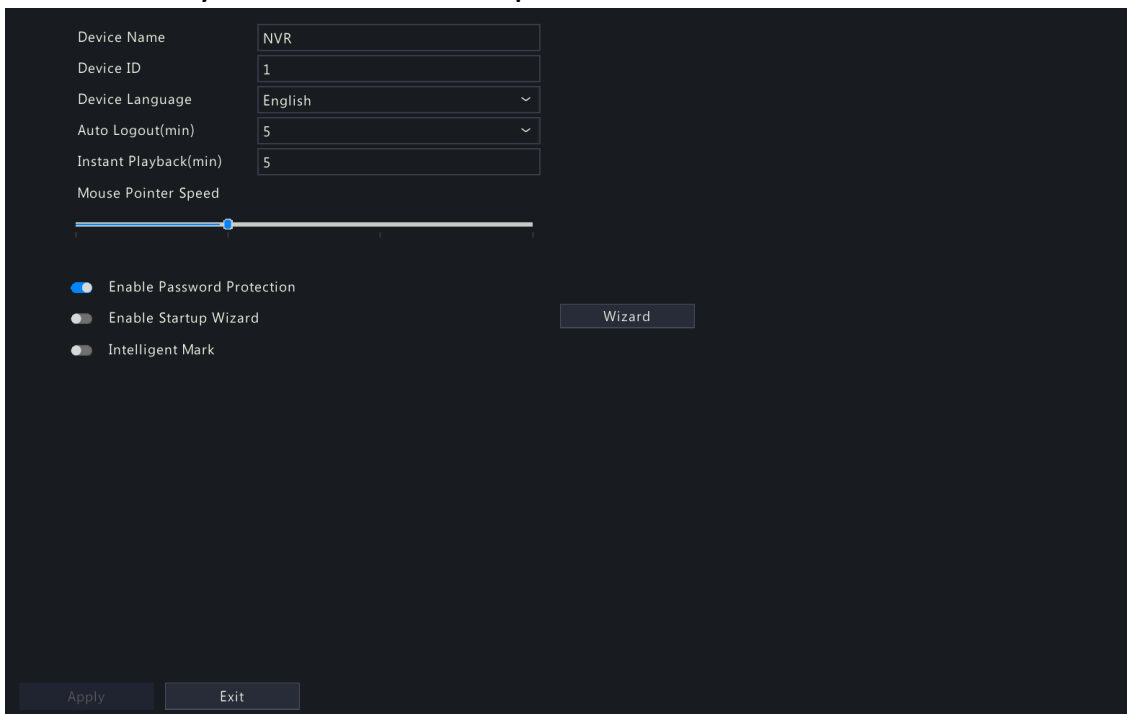 Device Name NVR
Device ID 1
Device Language English
Auto Logout(min) 5
Instant Playback(min) 5
Mouse Pointer Speed
Enable Password Protection
Enable Startup Wizard Wizard
Intelligent Mark
Apply Exit